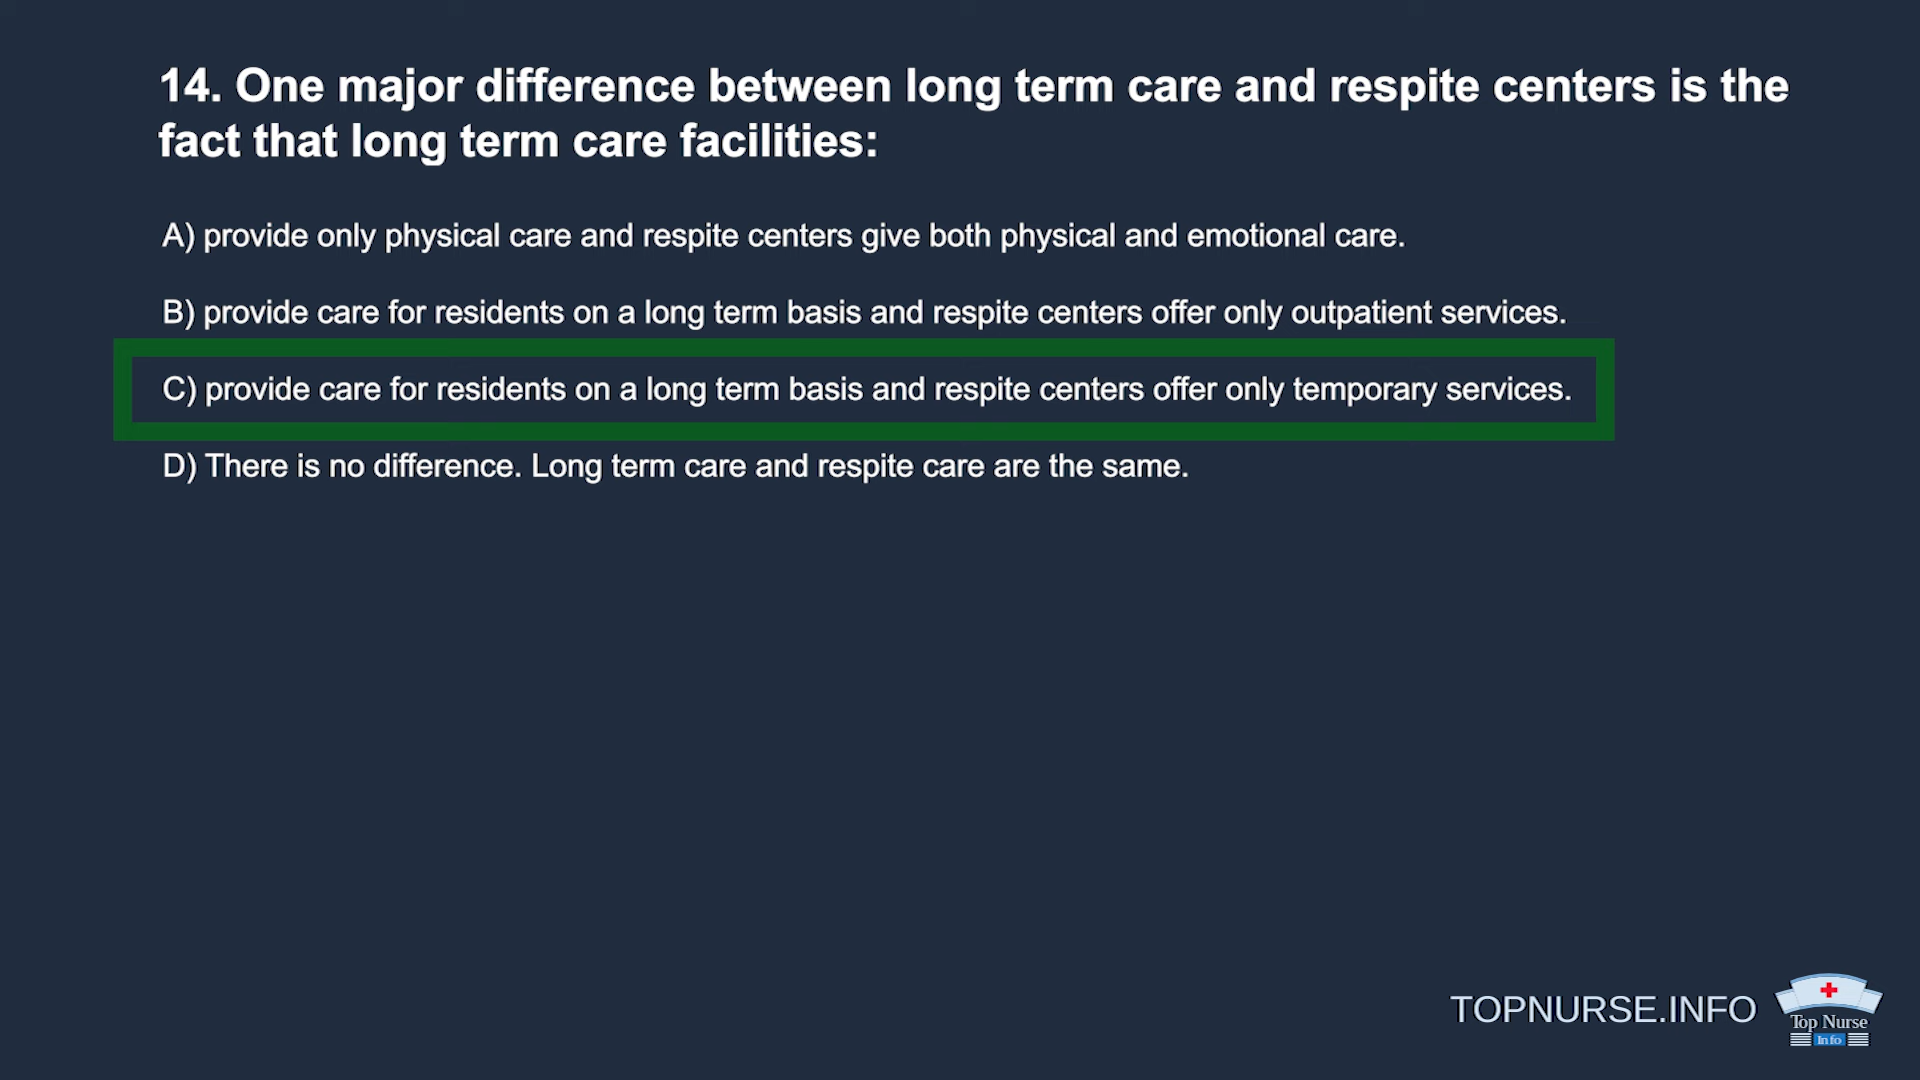 14. One major difference between long term care and respite centers is the
fact that long term care facilities:
A) provide only physical care and respite centers give both physical and emotional care.
B) provide care for residents on a long term basis and respite centers offer only outpatient services.
C) provide care for residents on a long term basis and respite centers offer only temporary services.
D) There is no difference. Long term care and respite care are the same.
TOPNURSE.INFO
Top Nurse
Info